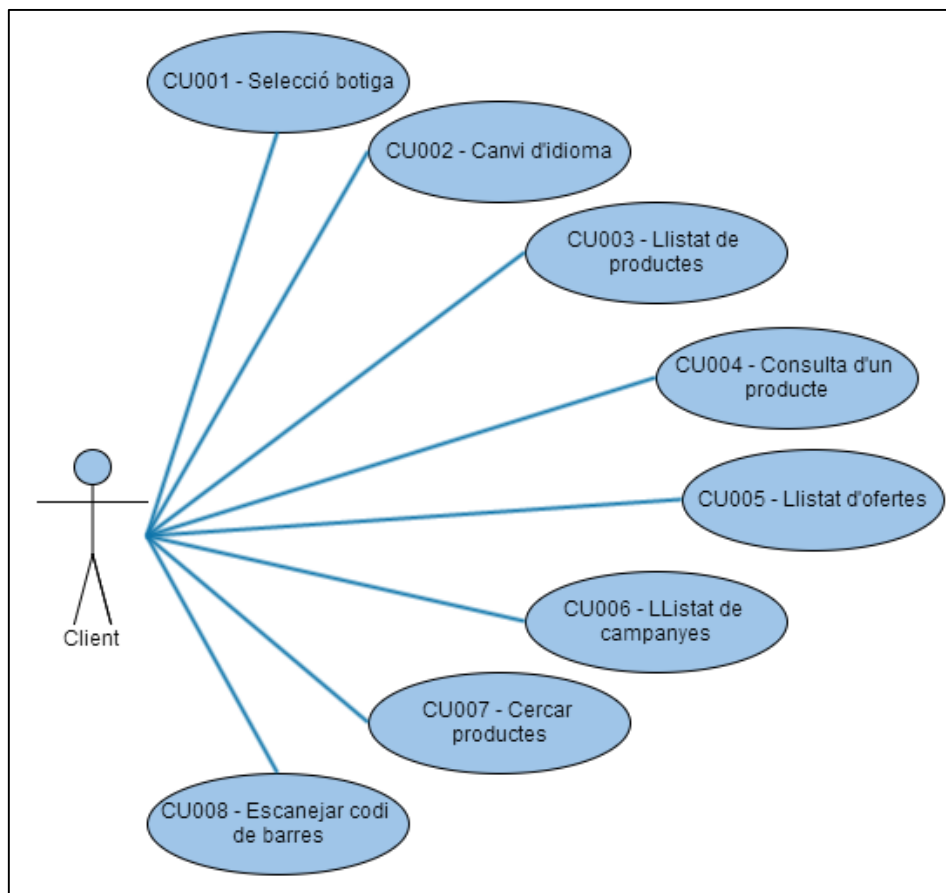 CU001 - Selecció botiga
CU002 - Canvi d'idioma
CU003 - Llistat de
productes
CU004 - Consulta d'un
producte
CU005 - Llistat d'ofertes
CU006 - LListat de
campanyes
CU007 - Cercar
productes
CU008 - Escanejar codi
de barres
Client